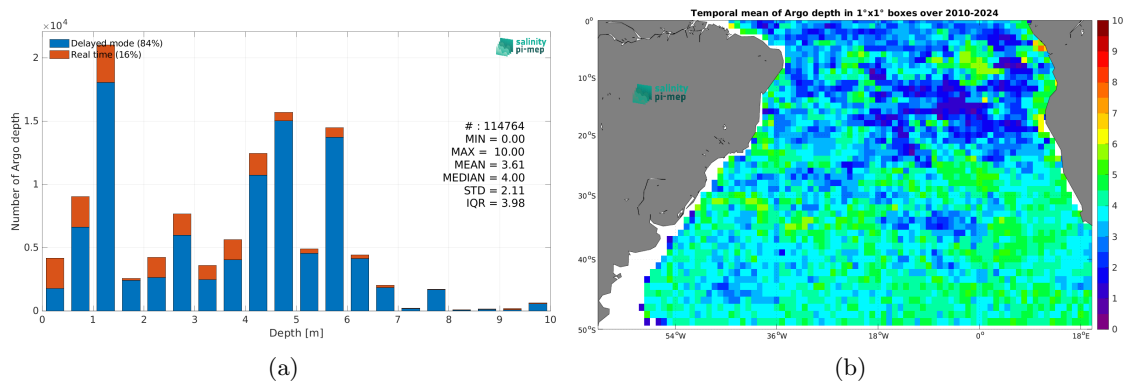 ×10⁴
Delayed mode (84%)
Real time (16%)
salinity
pi-mep
# : 114764
MIN = 0.00
MAX = 10.00
MEAN = 3.61
MEDIAN = 4.00
STD = 2.11
IQR = 3.98
Number of Argo depth
2
1.5
1
0.5
0
0 1 2 3 4 5 6 7 8 9 10
Depth [m]
(a)
Temporal mean of Argo depth in 1°x1° boxes over 2010-2024
salinity
pi-mep
0°
10°S
20°S
30°S
40°S
50°S
54°W 36°W 18°W 0° 18°E
10
9
8
7
6
5
4
3
2
1
0
(b)